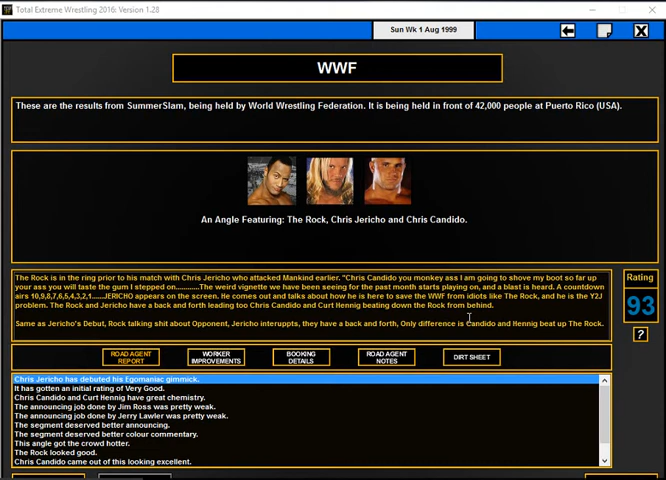 Total Extreme Wrestling 2016: Version 1.28
Sun Wk 1 Aug 1999
WWF
These are the results from SummerSlam, being held by World Wrestling Federation. It is being held in front of 42,000 people at Puerto Rico (USA).
An Angle Featuring: The Rock, Chris Jericho and Chris Candido.
The Rock is in the ring prior to his match with Chris Jericho who attacked Mankind earlier. "Chris Candido you monkey ass I am going to shove my boot so far up
your ass you will taste the gum I stepped on............The weird vignette we have been seeing for the past month starts playing on, and a blast is heard. A countdown
airs 10,9,8,7,6,5,4,3,2,1......JERICHO appears on the screen. He comes out and talks about how he is here to save the WWF from idiots like The Rock, and he is the Y2J
problem. The Rock and Jericho have a back and forth leading too Chris Candido and Curt Hennig beating down the Rock from behind.
Same as Jericho's Debut, Rock talking shit about Opponent, Jericho interuppts, they have a back and forth, Only difference is Candido and Hennig beat up The Rock.
Rating
93
?
ROAD AGENT
REPORT
WORKER
IMPROVEMENTS
BOOKING
DETAILS
ROAD AGENT
NOTES
DIRT SHEET
Chris Jericho has debuted his Egomaniac gimmick.
It has gotten an initial rating of Very Good.
Chris Candido and Curt Hennig have great chemistry.
The announcing job done by Jim Ross was pretty weak.
The announcing job done by Jerry Lawler was pretty weak.
The segment deserved better announcing.
The segment deserved better colour commentary.
This angle got the crowd hotter.
The Rock looked good.
Chris Candido came out of this looking excellent.